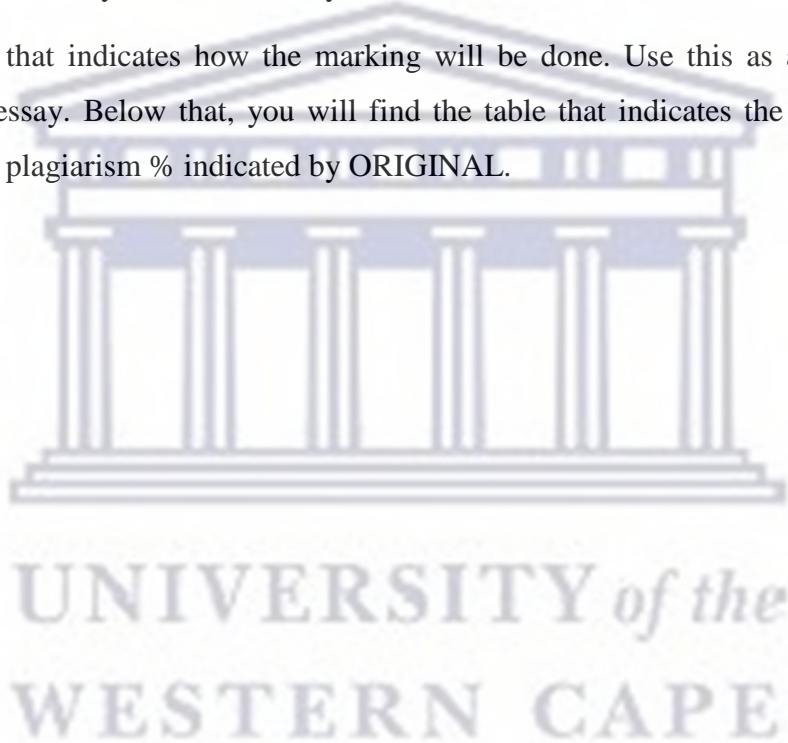 that indicates how the marking will be done. Use this as
essay. Below that, you will find the table that indicates the
plagiarism % indicated by ORIGINAL.
UNIVERSITY of the
WESTERN CAPE